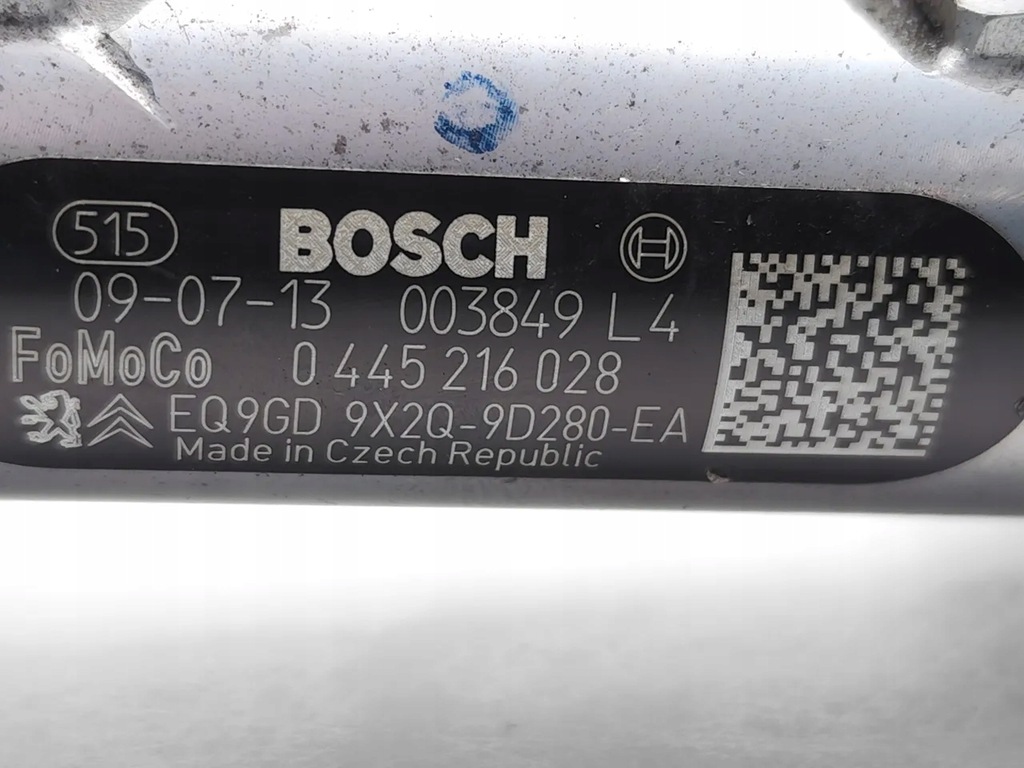 515 BOSCH
09-07-13 003849 L4
FoMoCo 0 445 216 028
EQ9GD 9X2Q-9D280-EA
Made in Czech Republic